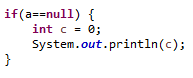 if(a==null) {
    int c = 0;
    System.out.println(c);
}